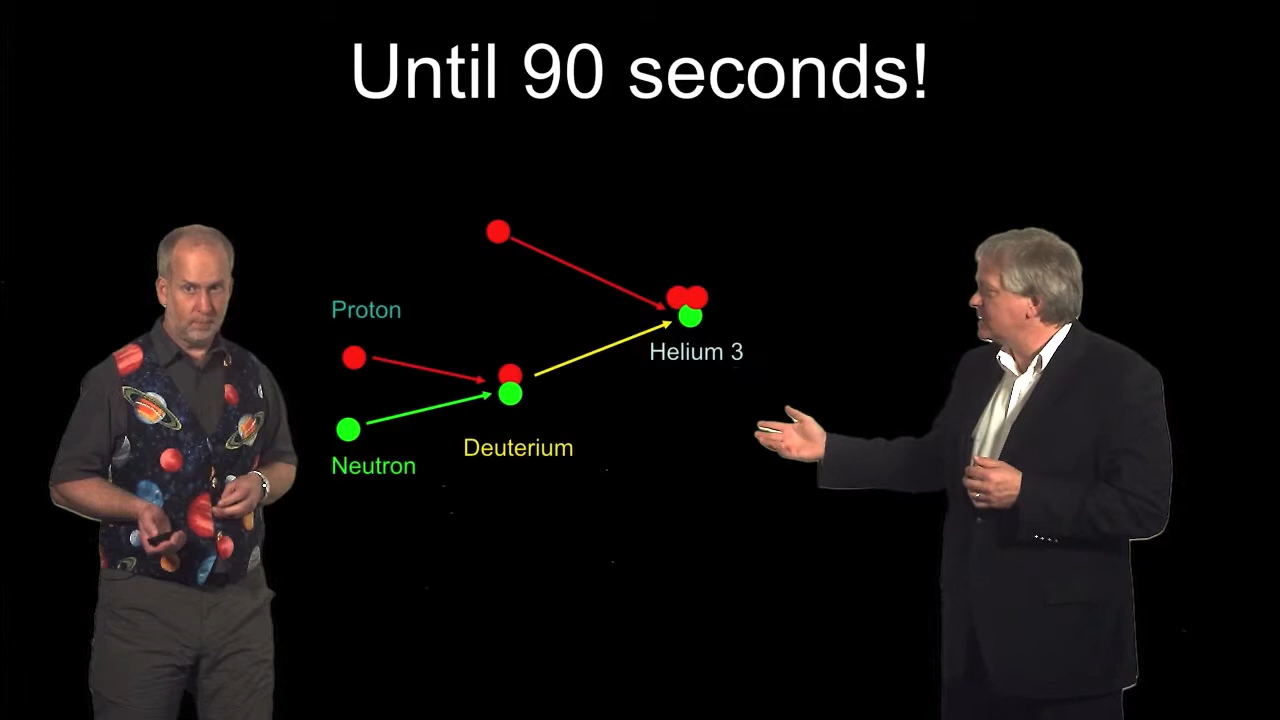 Until 90 seconds!
Proton
Helium 3
Deuterium
Neutron